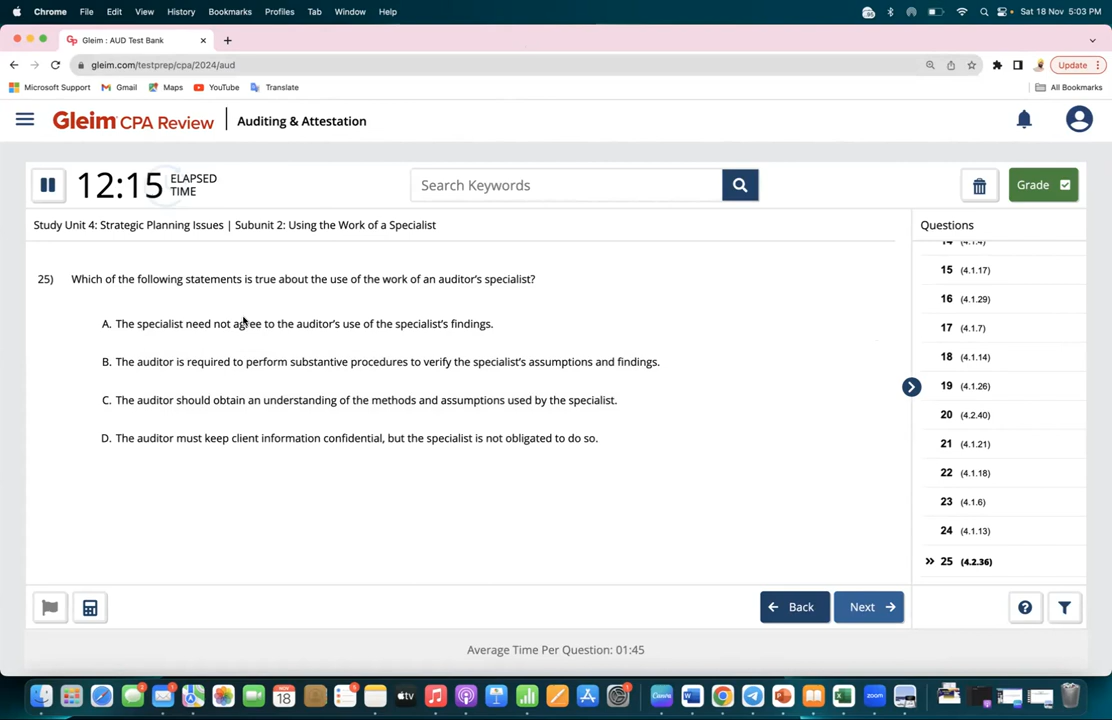 Chrome File Edit View History Bookmarks Profiles Tab Window Help Sat 18 Nov 5:03 PM
Gleim : AUD Test Bank
gleim.com/testprep/cpa/2024/aud Update
Microsoft Support Gmail Maps YouTube Translate All Bookmarks
Gleim CPA Review Auditing & Attestation
12:15 ELAPSED TIME Search Keywords Grade
Study Unit 4: Strategic Planning Issues | Subunit 2: Using the Work of a Specialist
25) Which of the following statements is true about the use of the work of an auditor's specialist?
A. The specialist need not agree to the auditor's use of the specialist's findings.
B. The auditor is required to perform substantive procedures to verify the specialist's assumptions and findings.
C. The auditor should obtain an understanding of the methods and assumptions used by the specialist.
D. The auditor must keep client information confidential, but the specialist is not obligated to do so.
Questions
14 (4.1.4)
15 (4.1.17)
16 (4.1.29)
17 (4.1.7)
18 (4.1.14)
19 (4.1.26)
20 (4.2.40)
21 (4.1.21)
22 (4.1.18)
23 (4.1.6)
24 (4.1.13)
» 25 (4.2.36)
Back Next
Average Time Per Question: 01:45
NOV
18
tv
zoom